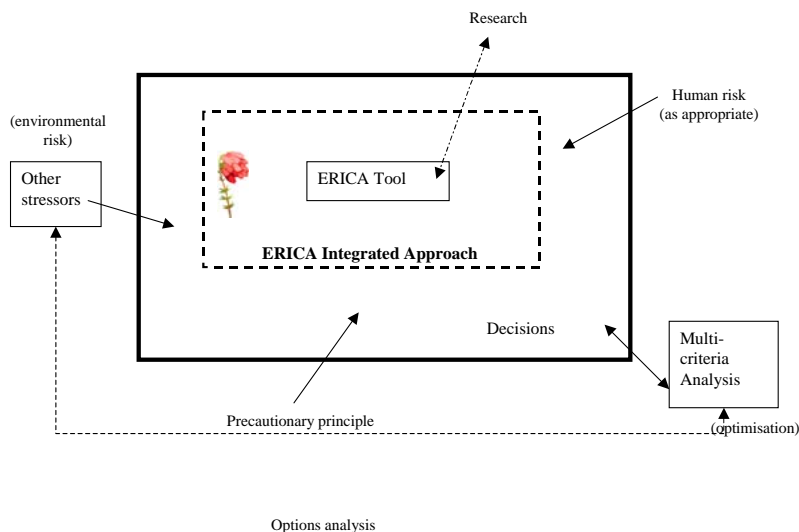 Research
Human risk
(as appropriate)
(environmental
risk)
Other
stressors
ERICA Tool
ERICA Integrated Approach
Decisions
Multi-
criteria
Analysis
Precautionary principle
(optimisation)
Options analysis